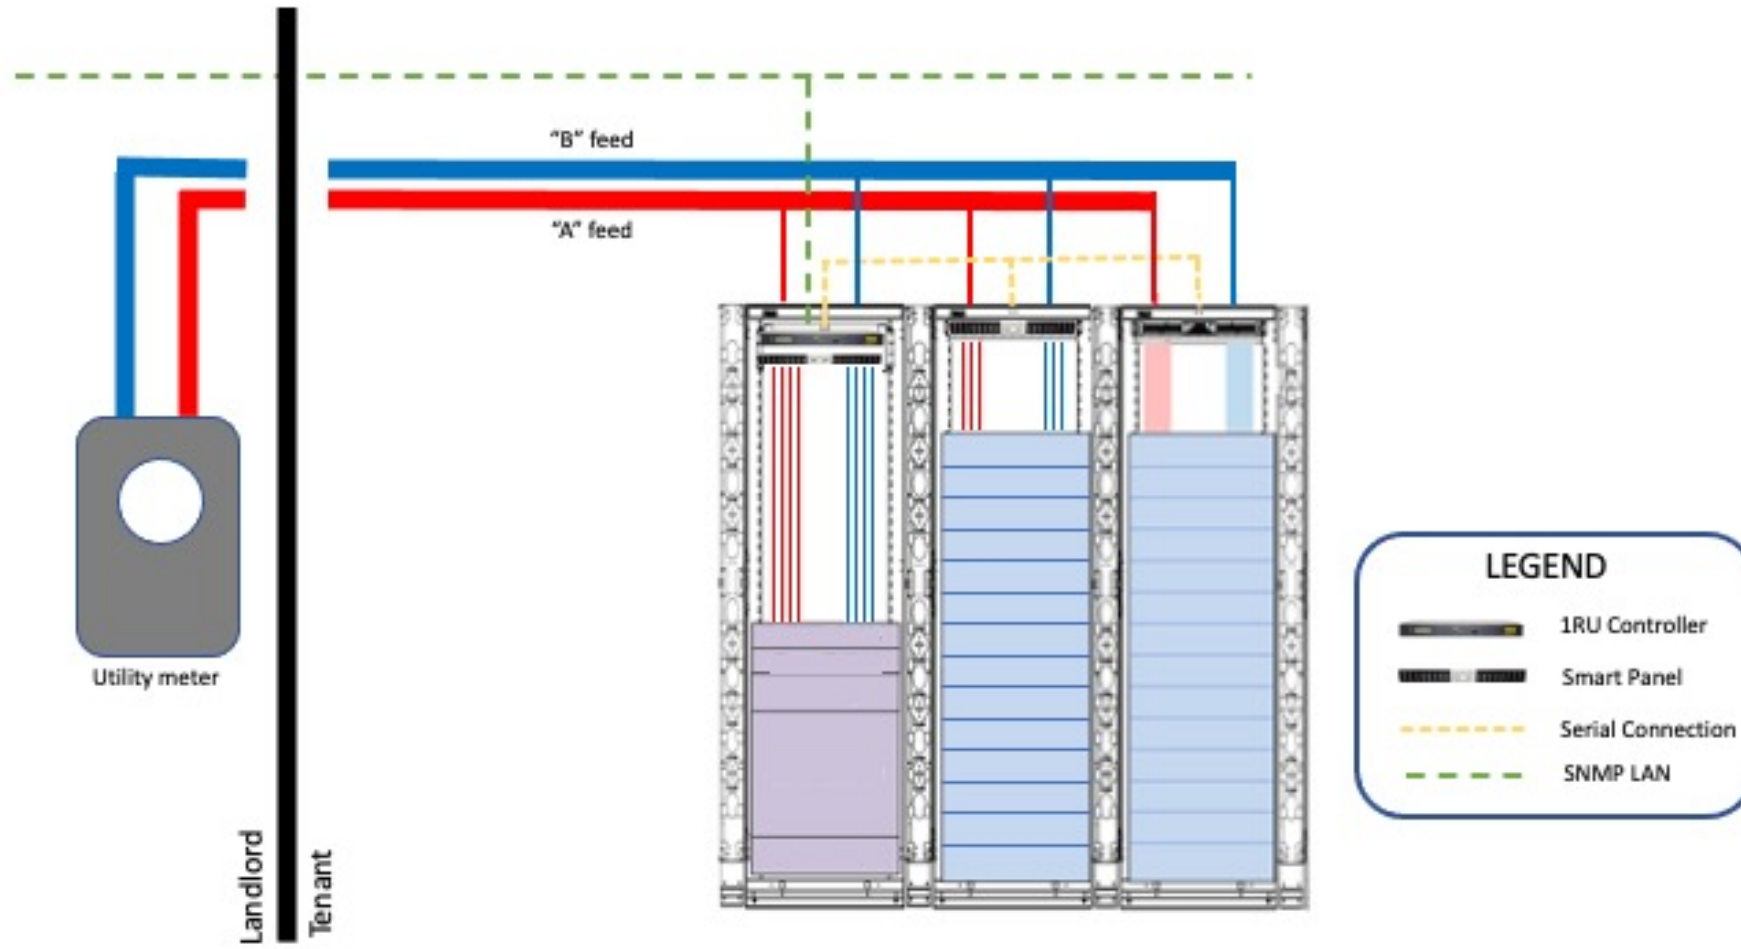 “B” feed
“A” feed
Utility meter
Landlord
Tenant
LEGEND
1RU Controller
Smart Panel
Serial Connection
SNMP LAN